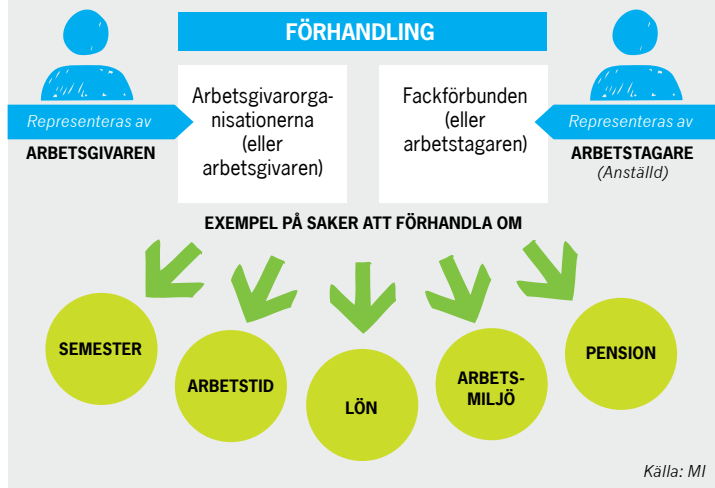 FÖRHANDLING
Representeras av
ARBETSGIVAREN
Arbetsgivarorga-
nisationerna
(eller
arbetsgivaren)
Fackförbunden
(eller
arbetstagaren)
Representeras av
ARBETSTAGARE
(Anställd)
EXEMPEL PÅ SAKER ATT FÖRHANDLA OM
SEMESTER
ARBETSTID
LÖN
ARBETS-
MILJÖ
PENSION
Källa: MI